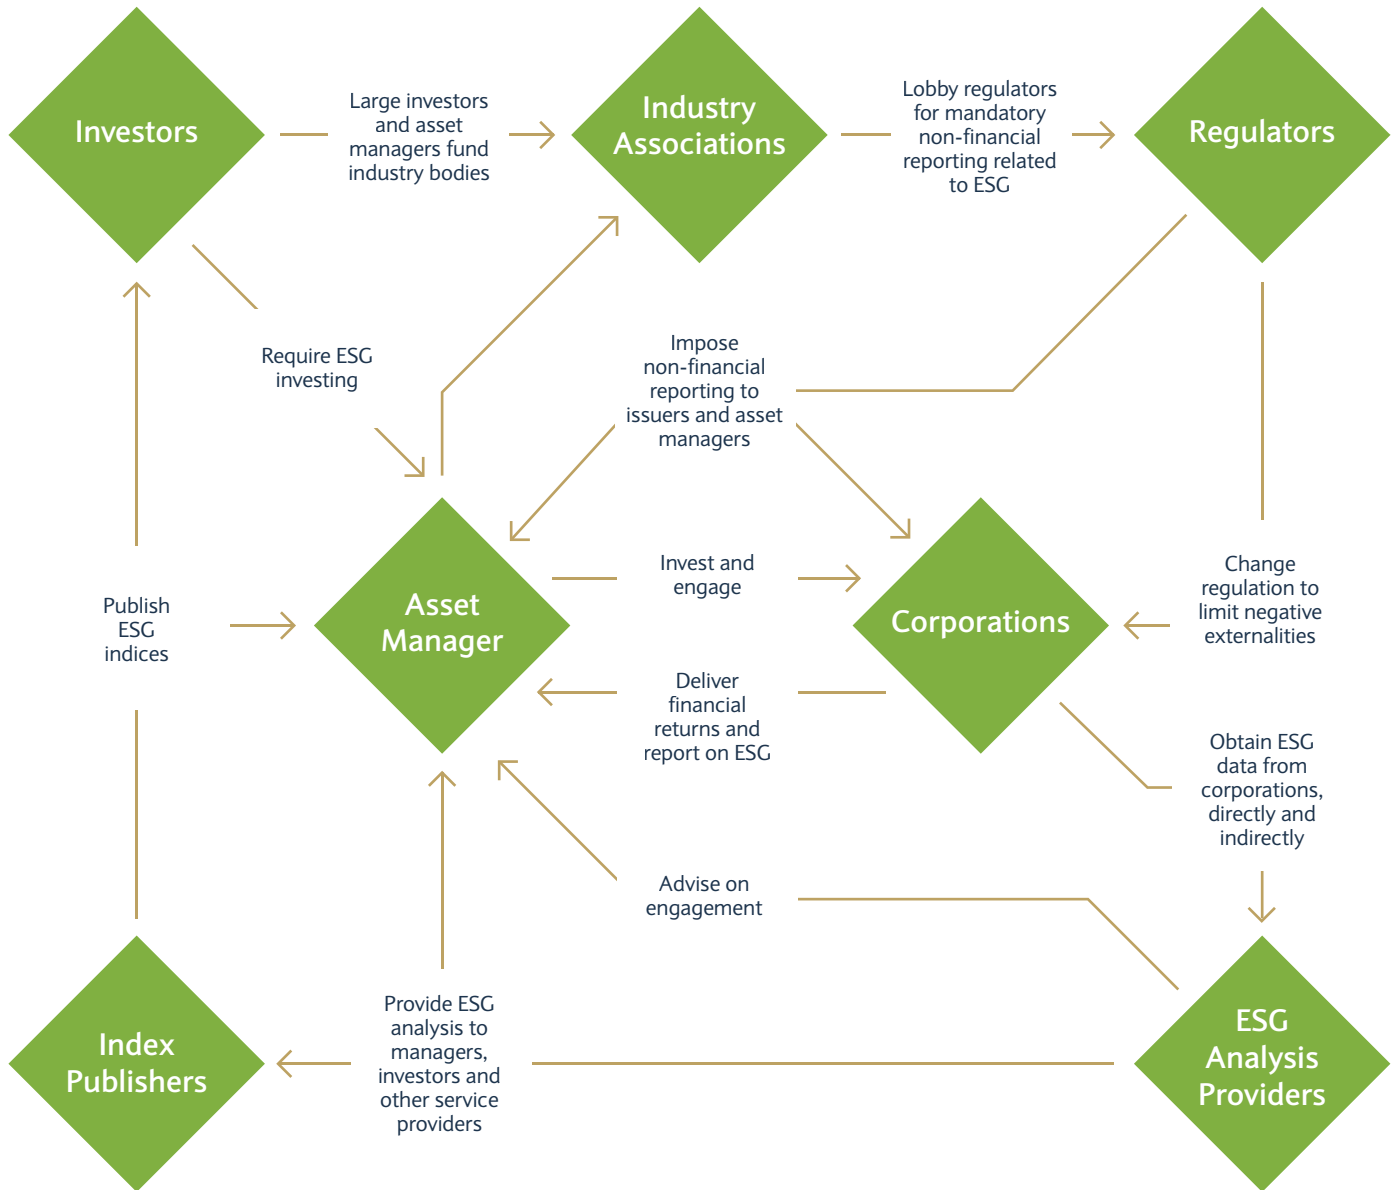 Investors
Large investors
and asset
managers fund
industry bodies
Industry
Associations
Lobby regulators
for mandatory
non-financial
reporting related
to ESG
Regulators
Require ESG
investing
Impose
non-financial
reporting to
issuers and asset
managers
Publish
ESG
indices
Asset
Manager
Invest and
engage
Corporations
Change
regulation to
limit negative
externalities
Deliver
financial
returns and
report on ESG
Obtain ESG
data from
corporations,
directly and
indirectly
Advise on
engagement
Index
Publishers
Provide ESG
analysis to
managers,
investors and
other service
providers
ESG
Analysis
Providers